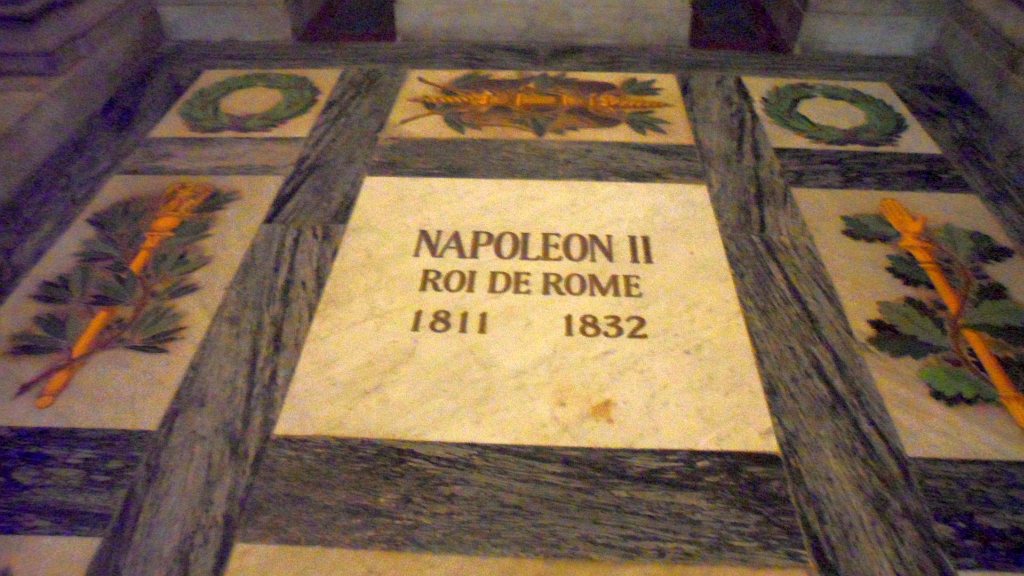 NAPOLEON II
ROI DE ROME
1811 1832